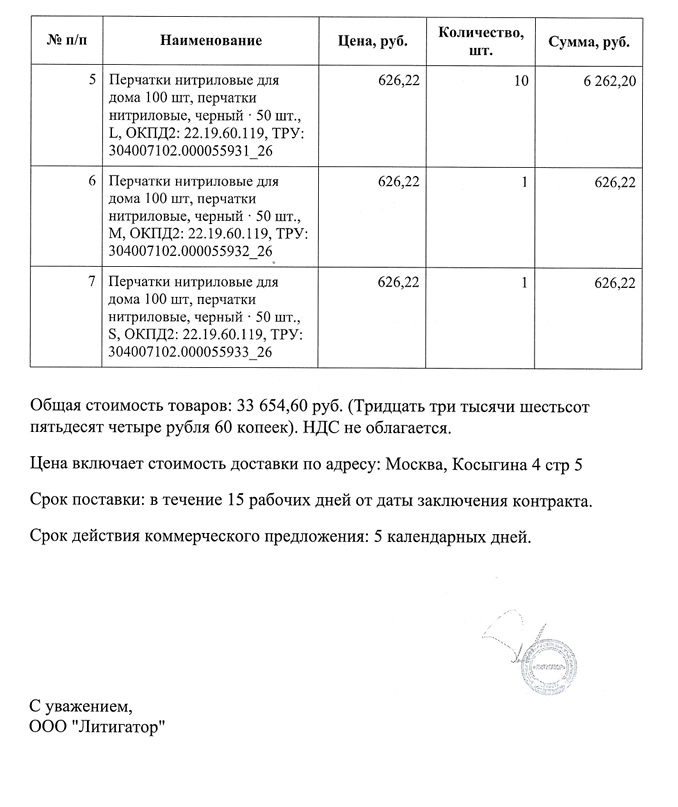 № п/п Наименование Цена, руб. Количество, шт. Сумма, руб.
5 Перчатки нитриловые для 626,22 10 6 262,20
дома 100 шт, перчатки
нитриловые, черный · 50 шт.,
L, ОКПД2: 22.19.60.119, ТРУ:
304007102.000055931_26
6 Перчатки нитриловые для 626,22 1 626,22
дома 100 шт, перчатки
нитриловые, черный · 50 шт.,
M, ОКПД2: 22.19.60.119, ТРУ:
304007102.000055932_26
7 Перчатки нитриловые для 626,22 1 626,22
дома 100 шт, перчатки
нитриловые, черный · 50 шт.,
S, ОКПД2: 22.19.60.119, ТРУ:
304007102.000055933_26
Общая стоимость товаров: 33 654,60 руб. (Тридцать три тысячи шестьсот
пятьдесят четыре рубля 60 копеек). НДС не облагается.
Цена включает стоимость доставки по адресу: Москва, Косыгина 4 стр 5
Срок поставки: в течение 15 рабочих дней от даты заключения контракта.
Срок действия коммерческого предложения: 5 календарных дней.
С уважением,
ООО "Литигатор"